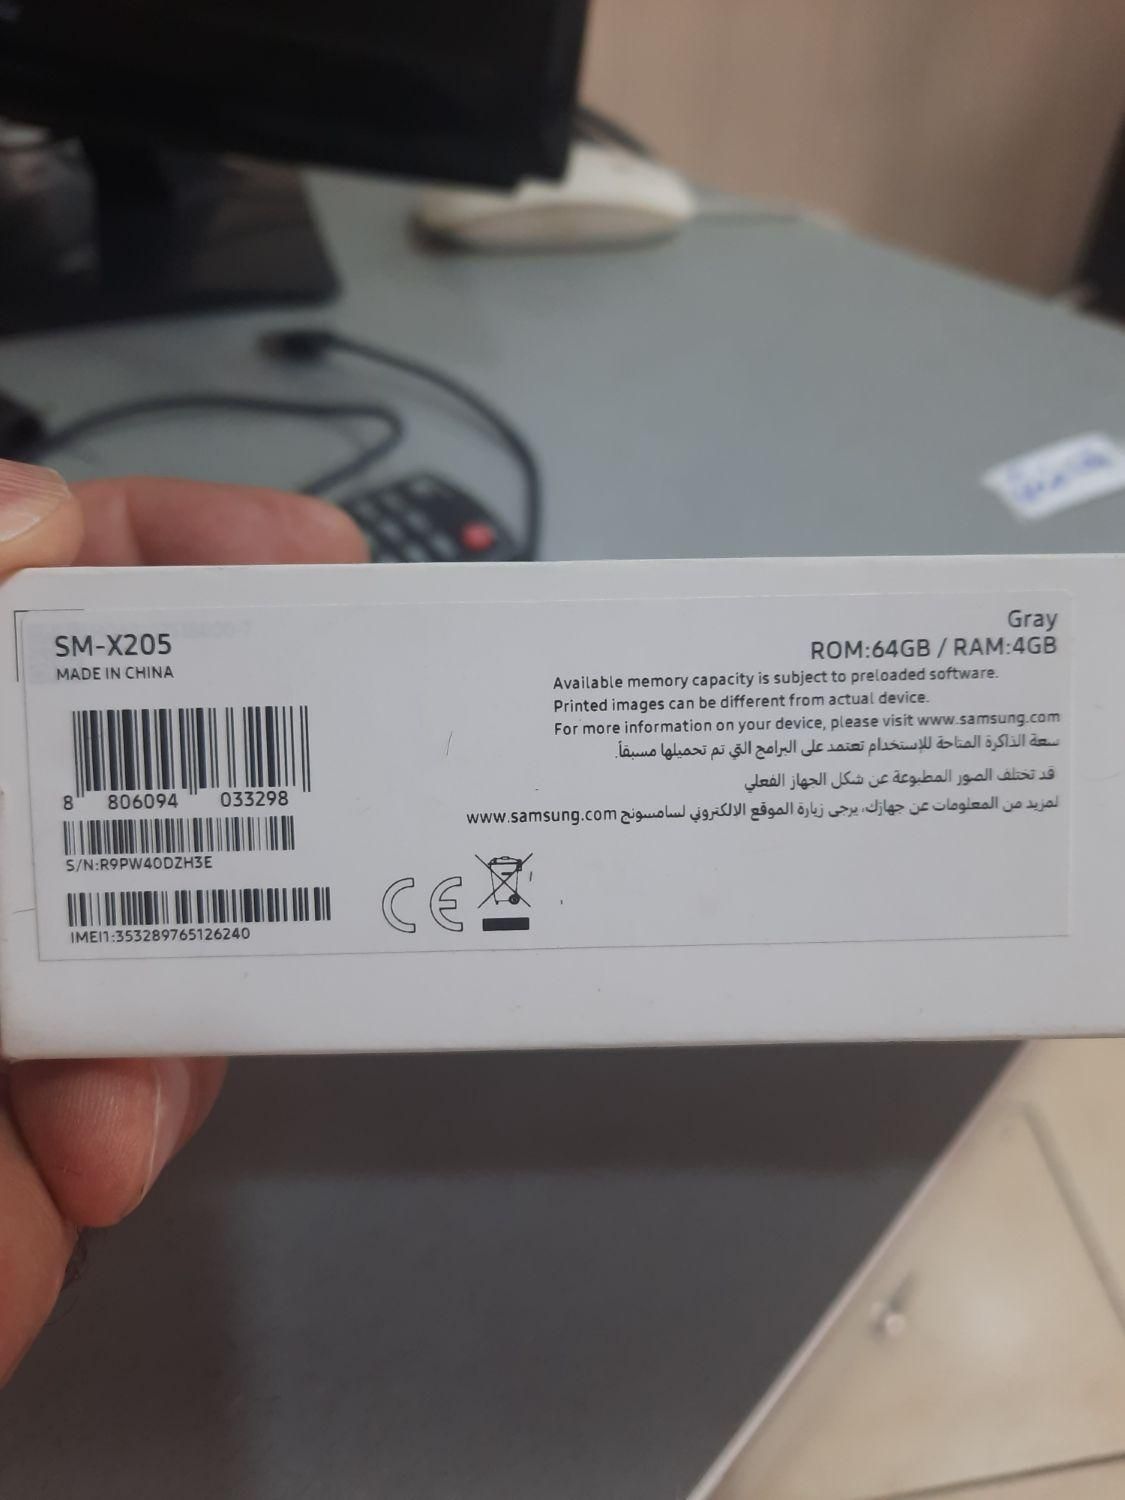 SM-X205
MADE IN CHINA
8 806094 033298
S/N:R9PW40DZH3E
IMEI1:353289765126240
Gray
ROM:64GB / RAM:4GB
Available memory capacity is subject to preloaded software.
Printed images can be different from actual device.
For more information on your device, please visit www.samsung.com
سعة الذاكرة المتاحة للإستخدام تعتمد على البرامج التي تم تحميلها مسبقاً.
قد تختلف الصور المطبوعة عن شكل الجهاز الفعلي
لمزيد من المعلومات عن جهازك، يرجى زيارة الموقع الالكتروني لسامسونج www.samsung.com
CE